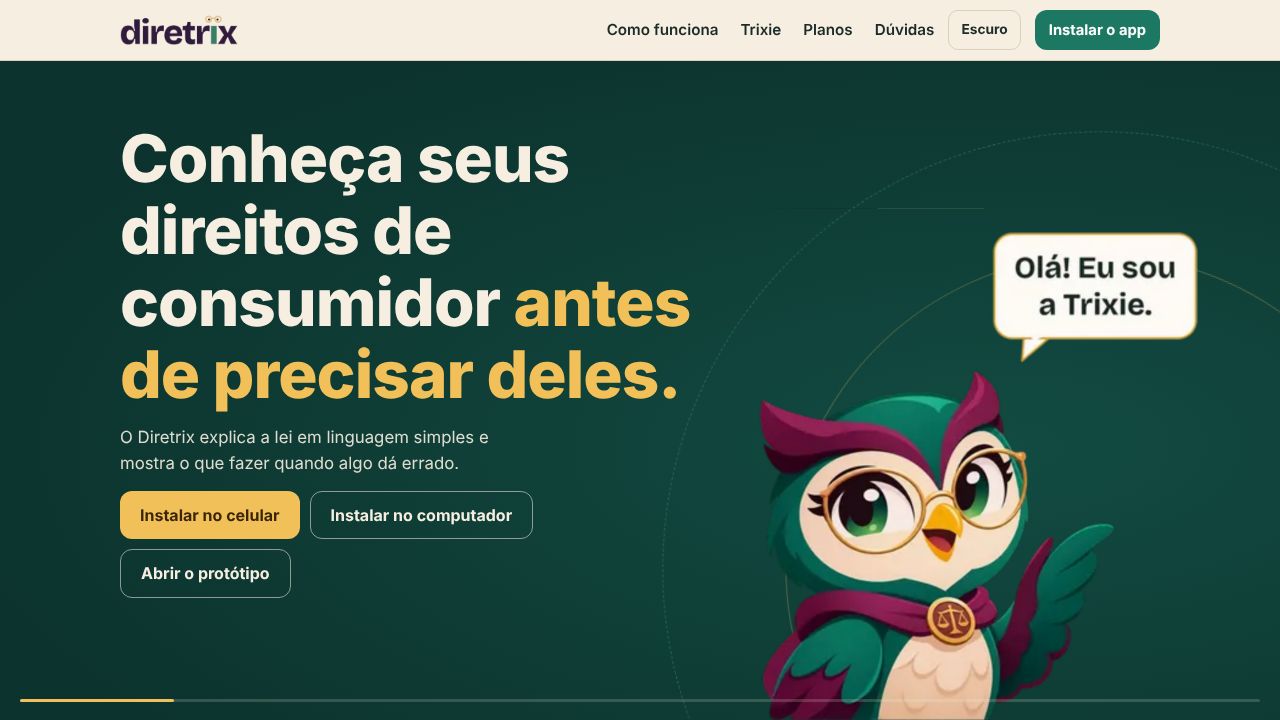 diretrix
Como funciona
Trixie
Planos
Dúvidas
Escuro
Instalar o app
Conheça seus
direitos de
consumidor antes
de precisar deles.
O Diretrix explica a lei em linguagem simples e
mostra o que fazer quando algo dá errado.
Instalar no celular
Instalar no computador
Abrir o protótipo
Olá! Eu sou
a Trixie.